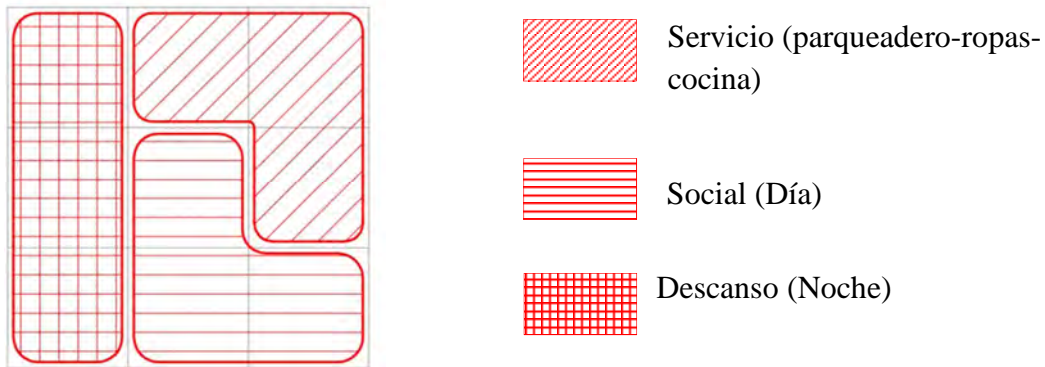 Servicio (parqueadero-ropas-
cocina)
Social (Día)
Descanso (Noche)